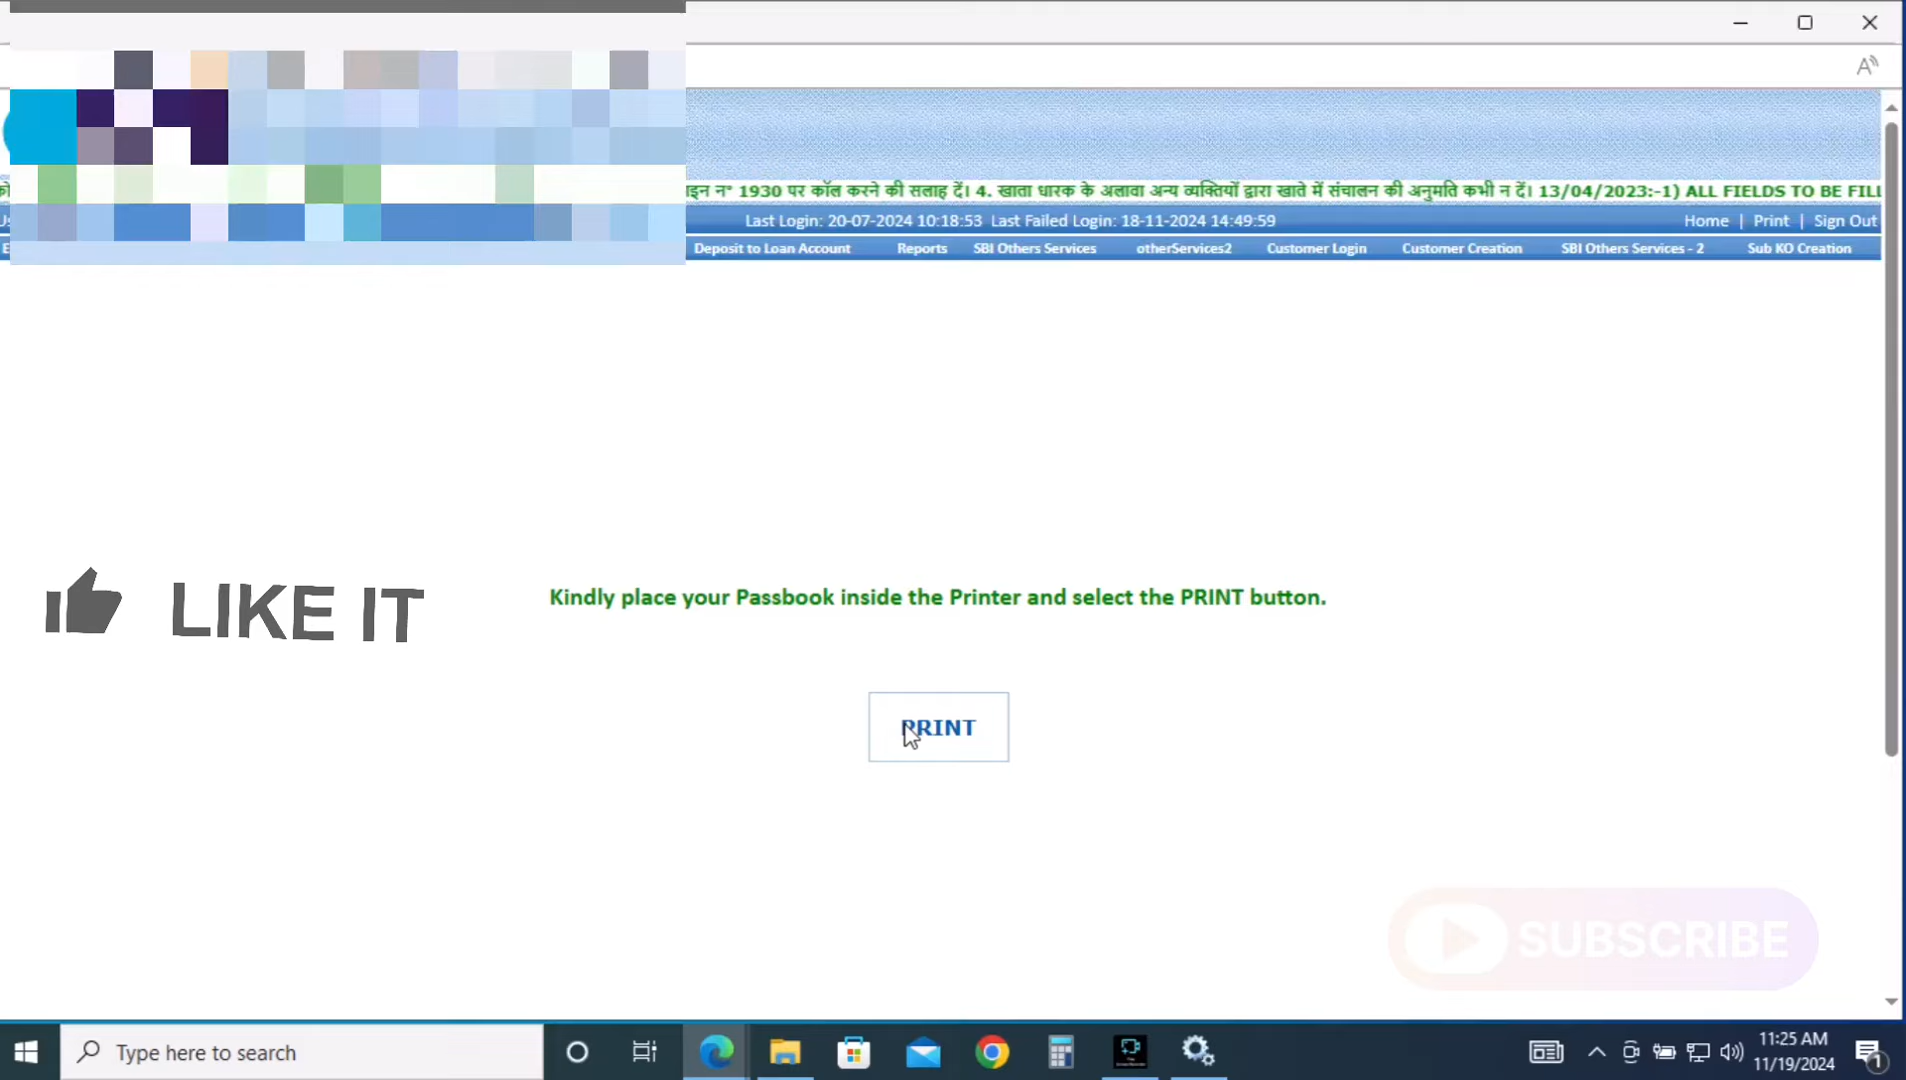 इन न° 1930 पर कॉल करने की सलाह दें। 4. खाता धारक के अलावा अन्य व्यक्तियों द्वारा खाते में संचालन की अनुमति कभी न दें। 13/04/2023:-1) ALL FIELDS TO BE FILL
Last Login: 20-07-2024 10:18:53 Last Failed Login: 18-11-2024 14:49:59 Home | Print | Sign Out
Deposit to Loan Account Reports SBI Others Services otherServices2 Customer Login Customer Creation SBI Others Services - 2 Sub KO Creation
LIKE IT
Kindly place your Passbook inside the Printer and select the PRINT button.
PRINT
SUBSCRIBE
Type here to search
11:25 AM
11/19/2024
1